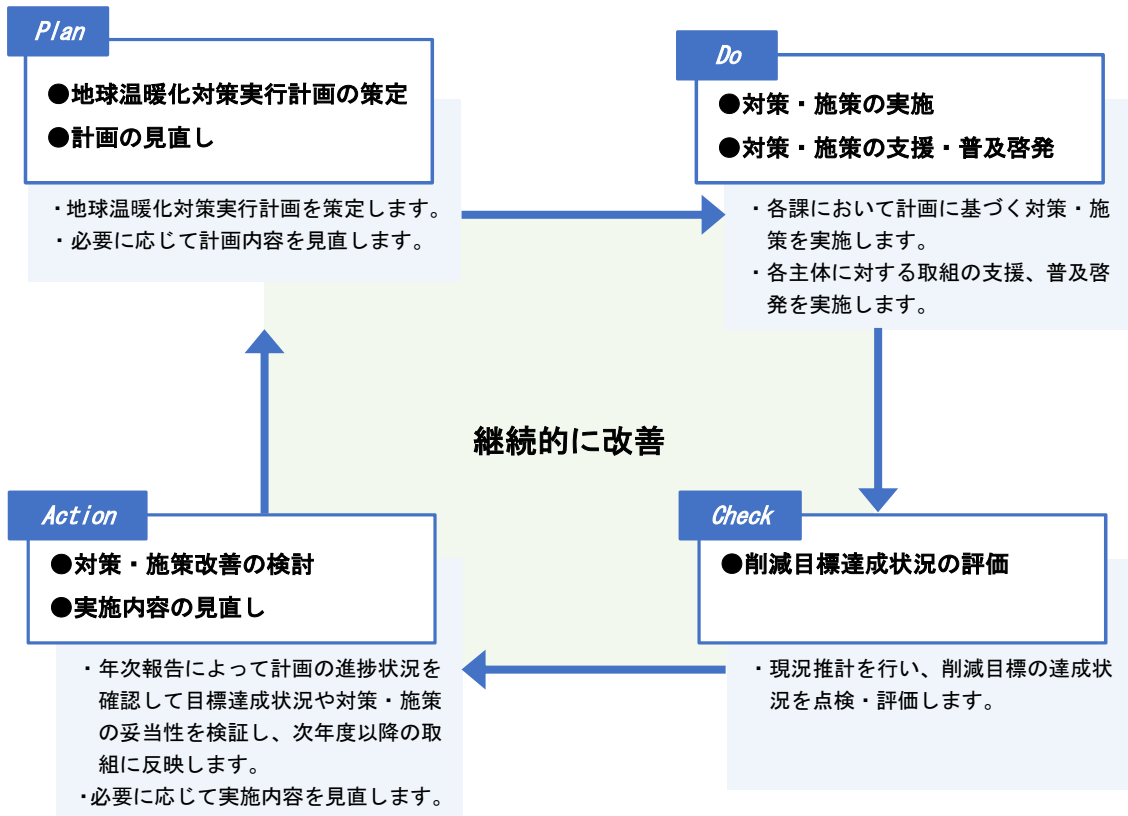 Plan
●地球温暖化対策実行計画の策定
●計画の見直し
・地球温暖化対策実行計画を策定します。
・必要に応じて計画内容を見直します。
Do
●対策・施策の実施
●対策・施策の支援・普及啓発
・各課において計画に基づく対策・施
策を実施します。
・各主体に対する取組の支援、普及啓
発を実施します。
継続的に改善
Action
●対策・施策改善の検討
●実施内容の見直し
・年次報告によって計画の進捗状況を
確認して目標達成状況や対策・施策
の妥当性を検証し、次年度以降の取
組に反映します。
・必要に応じて実施内容を見直します。
Check
●削減目標達成状況の評価
・現況推計を行い、削減目標の達成状
況を点検・評価します。